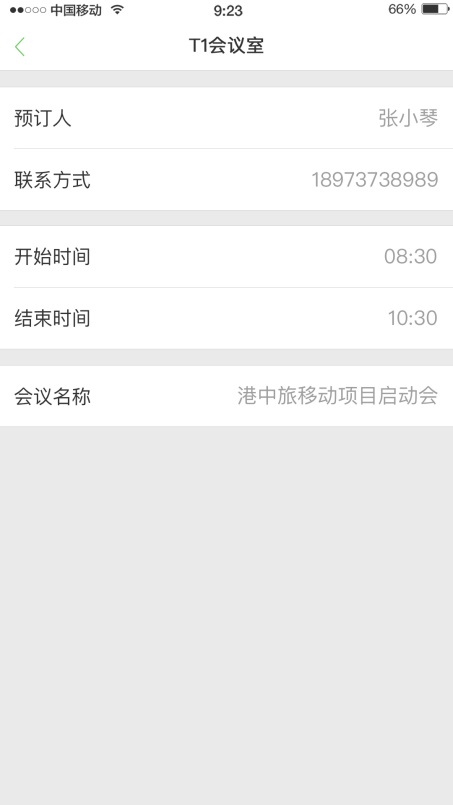 中国移动 9:23 66%
T1会议室
预订人 张小琴
联系方式 18973738989
开始时间 08:30
结束时间 10:30
会议名称 港中旅移动项目启动会